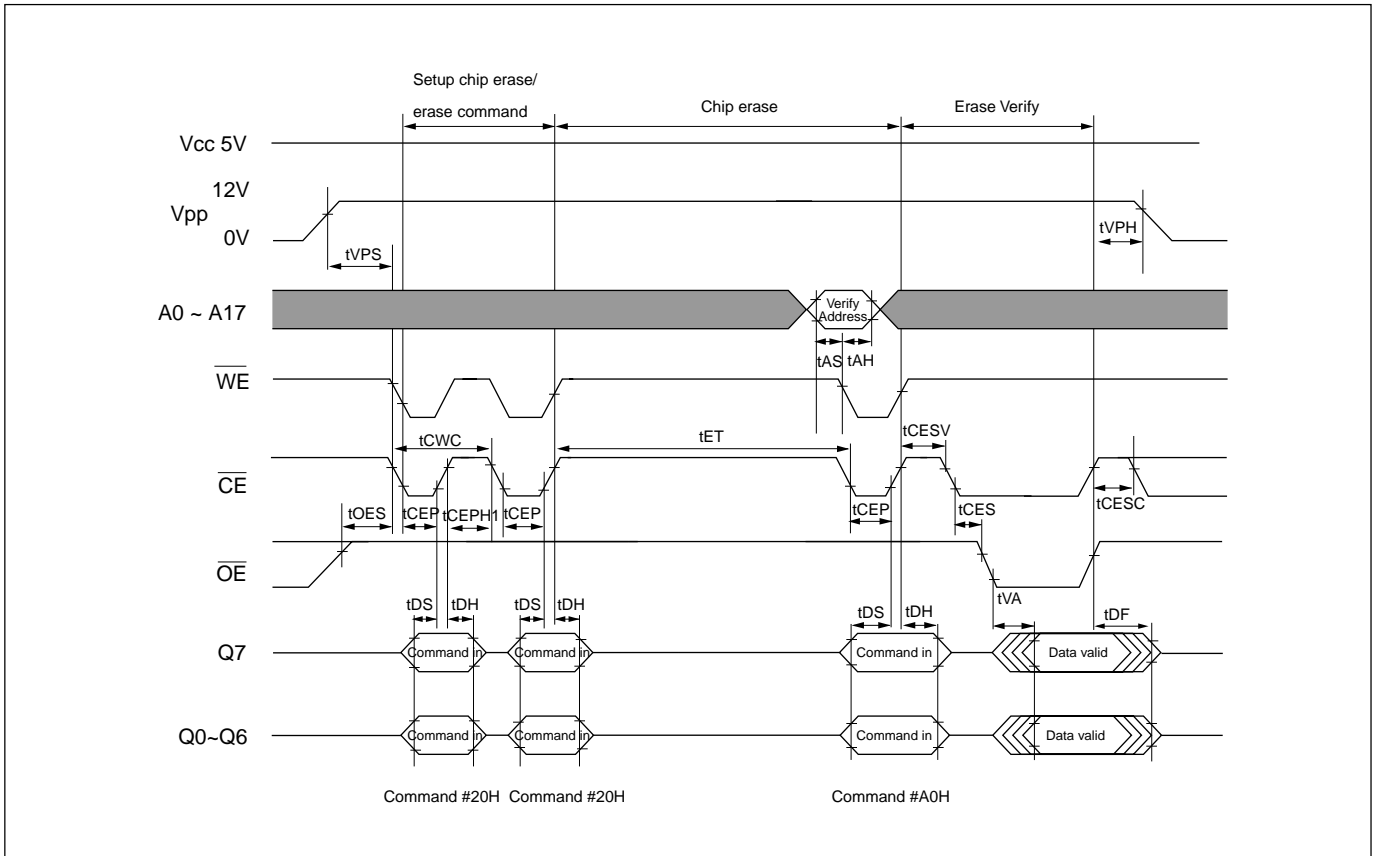 Setup chip erase/
erase command
Chip erase
Erase Verify
Vcc 5V
12V
Vpp
0V
tVPS
tVPH
A0 ~ A17
Verify
Address
tAS
tAH
WE
tCWC
tET
tCESV
CE
tOES
tCEP
tCEPH1
tCEP
tCEP
tCES
tCESC
OE
tVA
tDS
tDH
tDS
tDH
tDS
tDH
tDF
Q7
Command in
Command in
Command in
Data valid
Q0~Q6
Command in
Command in
Command in
Data valid
Command #20H
Command #20H
Command #A0H